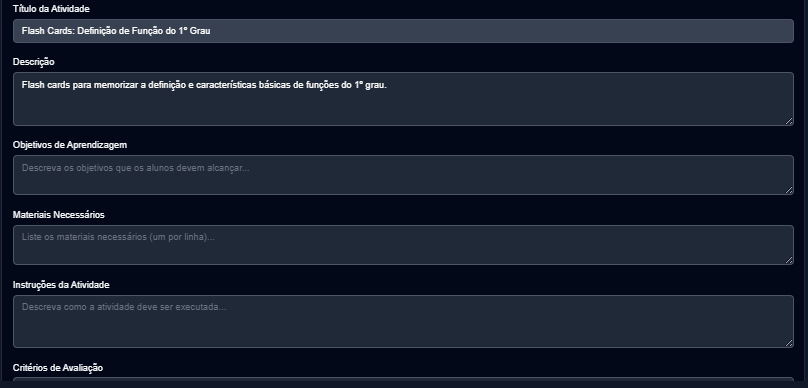 Título da Atividade
Flash Cards: Definição de Função do 1º Grau
Descrição
Flash cards para memorizar a definição e características básicas de funções do 1º grau.
Objetivos de Aprendizagem
Descreva os objetivos que os alunos devem alcançar...
Materiais Necessários
Liste os materiais necessários (um por linha)...
Instruções da Atividade
Descreva como a atividade deve ser executada...
Critérios de Avaliação